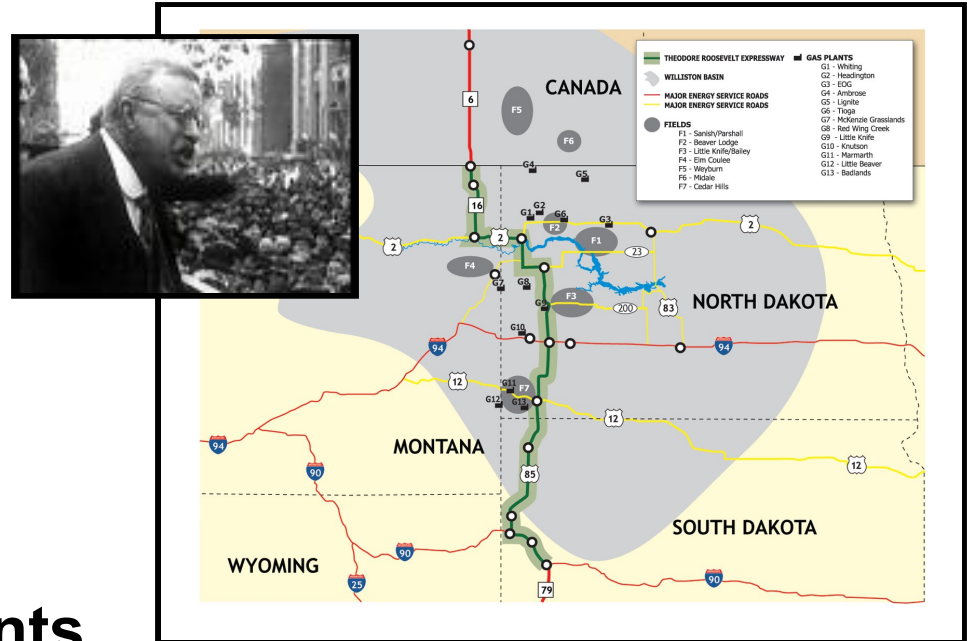 CANADA
THEODORE ROOSEVELT EXPRESSWAY
WILLISTON BASIN
MAJOR ENERGY SERVICE ROADS
MAJOR ENERGY SERVICE ROADS
FIELDS
F1 - Sanish/Parshall
F2 - Beaver Lodge
F3 - Little Knife/Bailey
F4 - Elm Coulee
F5 - Weyburn
F6 - Midale
F7 - Cedar Hills
GAS PLANTS
G1 - Whiting
G2 - Headington
G3 - EOG
G4 - Ambrose
G5 - Lignite
G6 - Tioga
G7 - McKenzie Grasslands
G8 - Red Wing Creek
G9 - Little Knife
G10 - Knutson
G11 - Marmarth
G12 - Little Beaver
G13 - Badlands
6
F5
F6
G4
G5
16
G1
G2
G6
G3
F2
F1
2
2
2
23
F4
G7
G8
G9
F3
200
83
NORTH DAKOTA
G10
94
94
12
G11
F7
G12
G13
12
94
MONTANA
90
85
12
SOUTH DAKOTA
WYOMING
90
25
79
90
nts